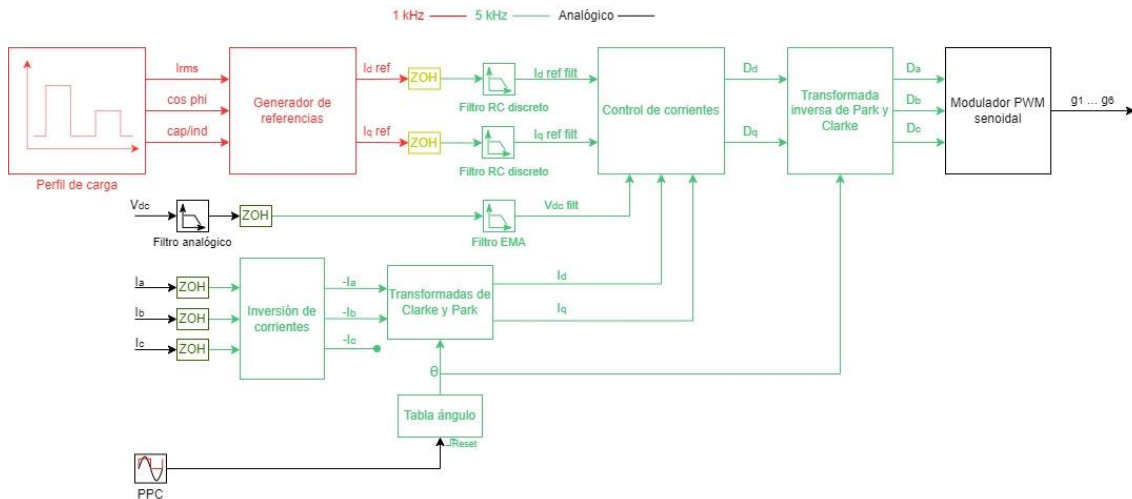 1 kHz
5 kHz
Analógico
Irms
cos phi
cap/ind
Perfil de carga
Generador de
referencias
Id ref
Iq ref
ZOH
ZOH
Filtro RC discreto
Filtro RC discreto
Id ref filt
Iq ref filt
Control de corrientes
Dd
Dq
Transformada
inversa de Park y
Clarke
Da
Db
Dc
Modulador PWM
senoidal
g1 ... g6
Vdc
Filtro analógico
ZOH
Filtro EMA
Vdc filt
Ia
Ib
Ic
ZOH
ZOH
ZOH
Inversión de
corrientes
-Ia
-Ib
-Ic
Transformadas de
Clarke y Park
Id
Iq
θ
Tabla ángulo
Reset
PPC